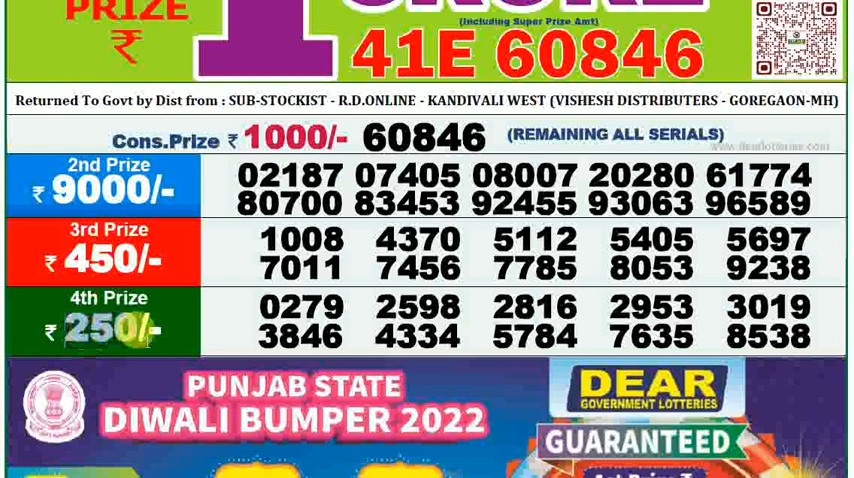 PRIZE
₹
1
CRORE
(Including Super Prize Amt)
41E 60846
Returned To Govt by Dist from : SUB-STOCKIST - R.D.ONLINE - KANDIVALI WEST (VISHESH DISTRIBUTERS - GOREGAON-MH)
Cons.Prize ₹ 1000/- 60846 (REMAINING ALL SERIALS)
2nd Prize
₹ 9000/-
02187 07405 08007 20280 61774
80700 83453 92455 93063 96589
3rd Prize
₹ 450/-
1008 4370 5112 5405 5697
7011 7456 7785 8053 9238
4th Prize
₹ 250/-
0279 2598 2816 2953 3019
3846 4334 5784 7635 8538
PUNJAB STATE
DIWALI BUMPER 2022
DEAR
GOVERNMENT LOTTERIES
GUARANTEED